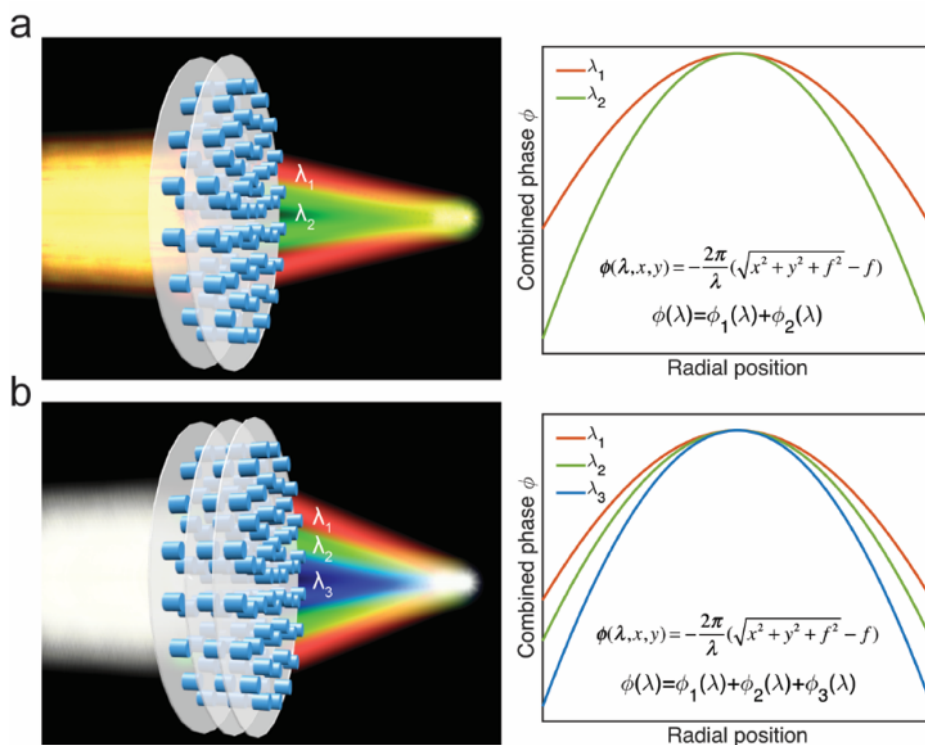 a
λ1
λ2
λ1
λ2
Combined phase ϕ
ϕ(λ,x,y)=−2π/λ(√x²+y²+f²−f)
ϕ(λ)=ϕ1(λ)+ϕ2(λ)
Radial position
b
λ1
λ2
λ3
λ1
λ2
λ3
Combined phase ϕ
ϕ(λ,x,y)=−2π/λ(√x²+y²+f²−f)
ϕ(λ)=ϕ1(λ)+ϕ2(λ)+ϕ3(λ)
Radial position